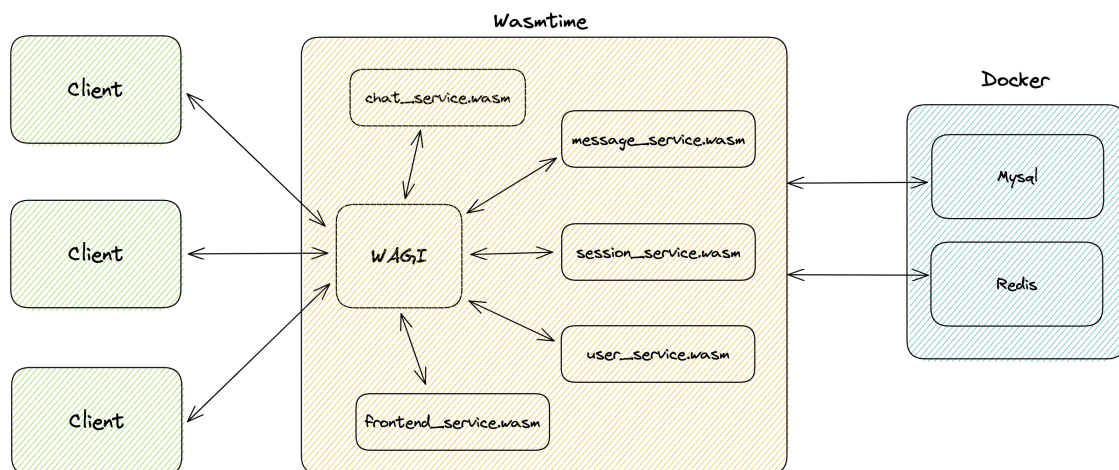 Wasmtime
Client
chat_service.wasm
Docker
message_service.wasm
Mysql
Client
WAGI
session_service.wasm
Redis
user_service.wasm
Client
frontend_service.wasm